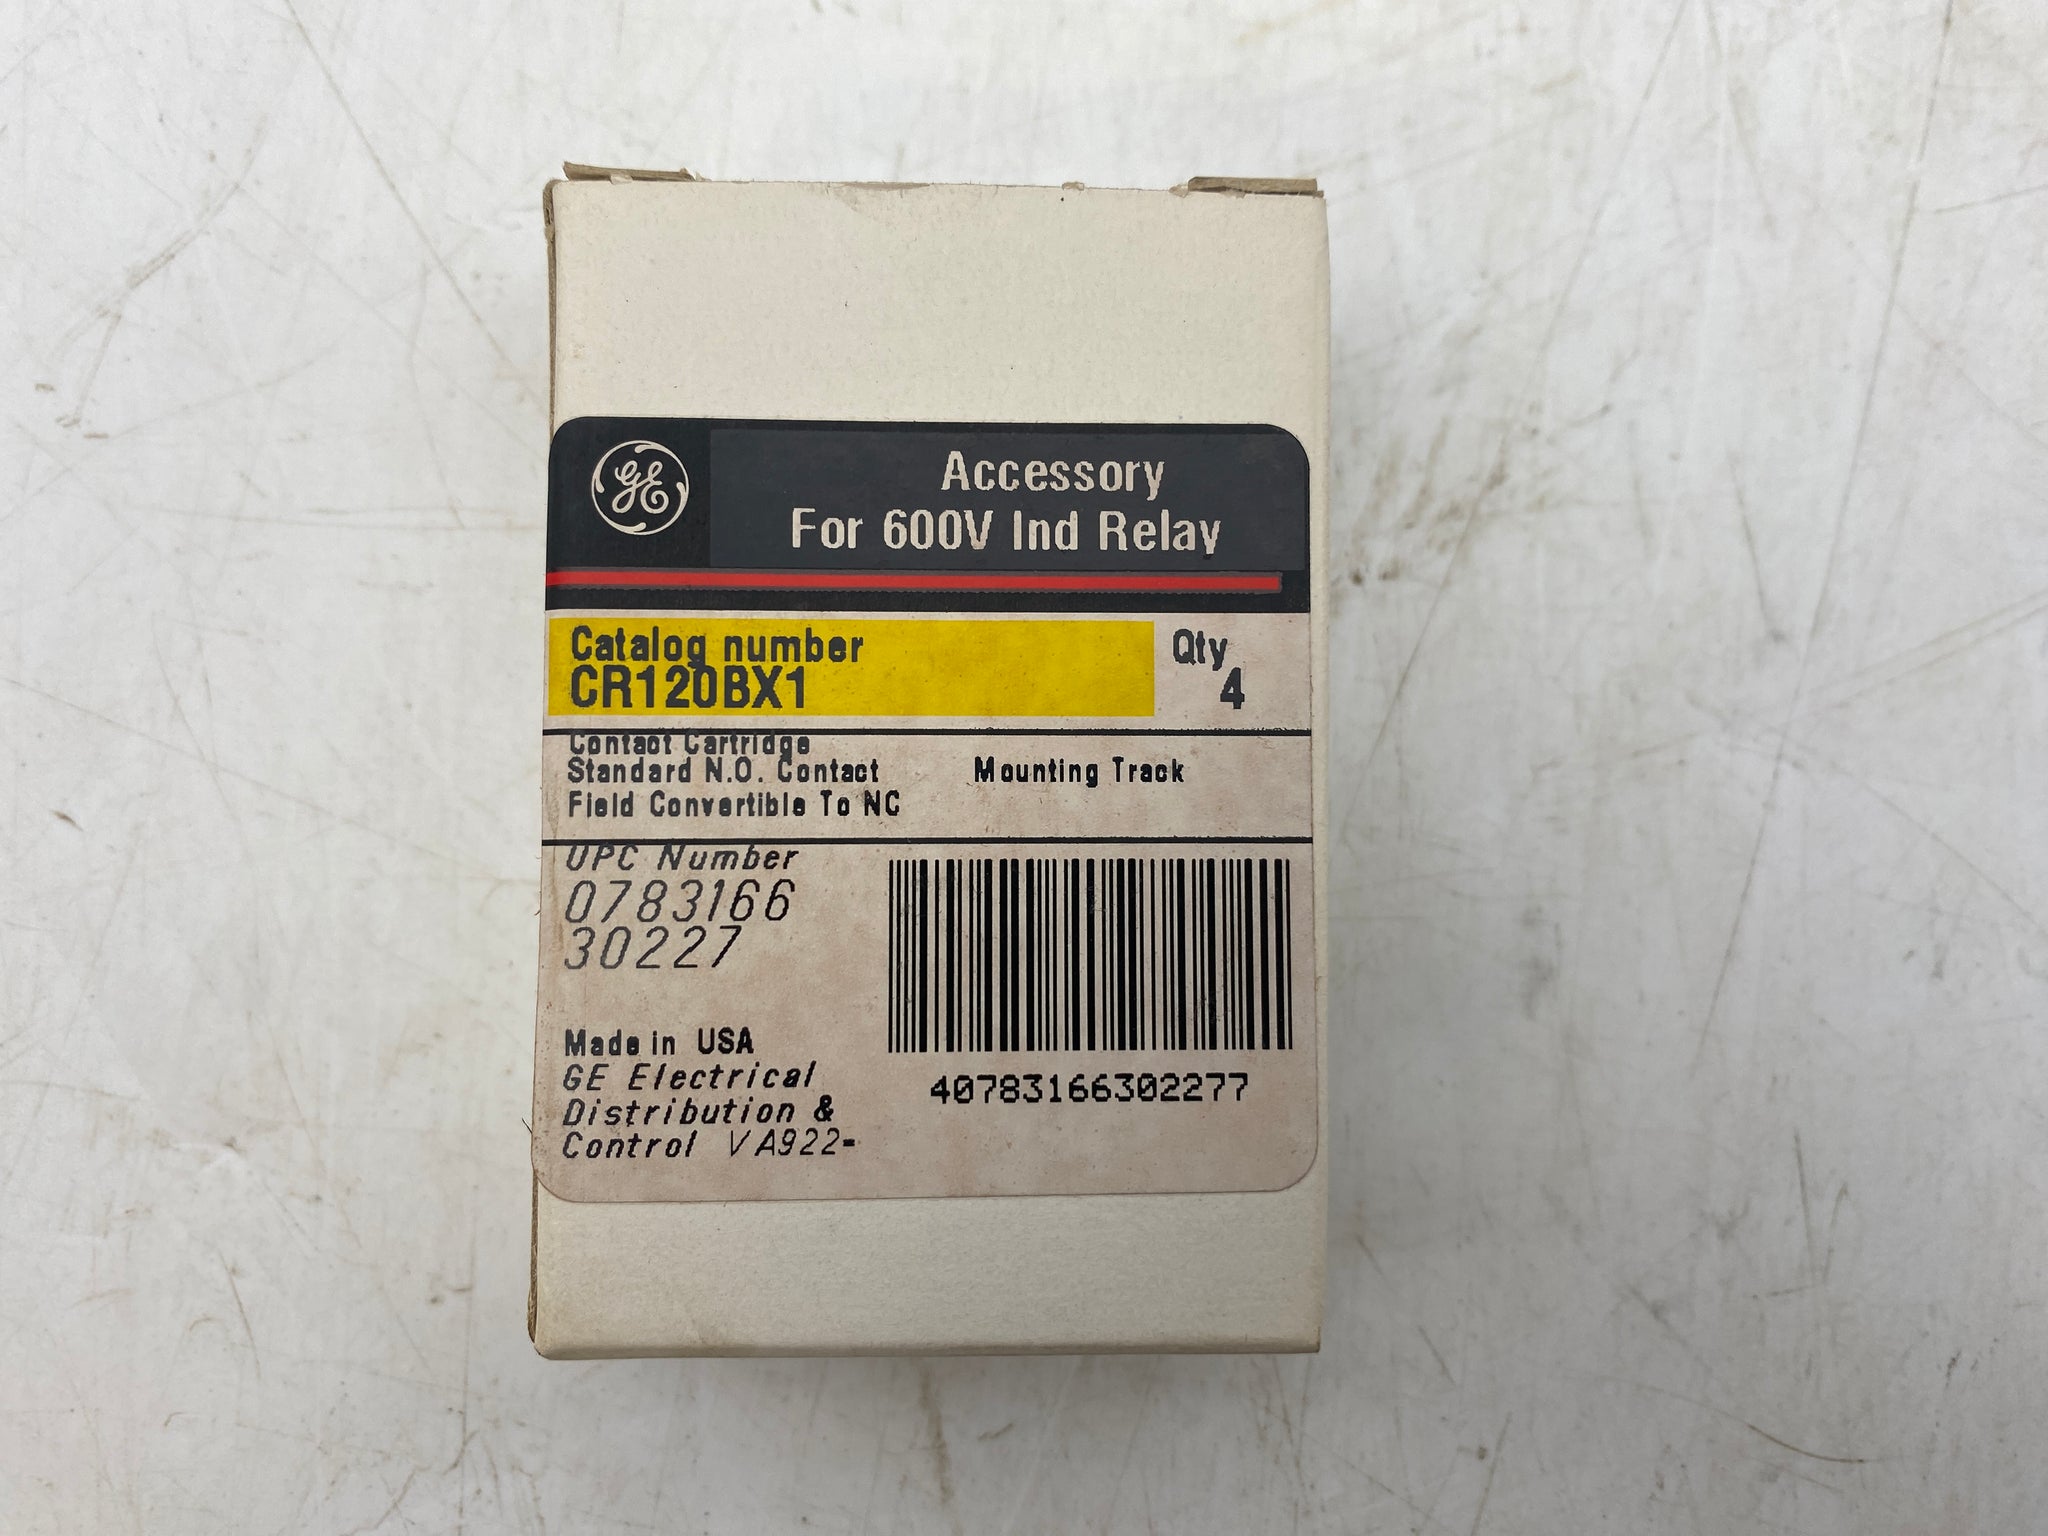 GE
Accessory
For 600V Ind Relay
Catalog number
CR120BX1
Qty
4
Contact Cartridge
Standard N.O. Contact
Mounting Track
Field Convertible To NC
UPC Number
0783166
30227
Made in USA
GE Electrical
Distribution &
Control VA922-
40783166302277